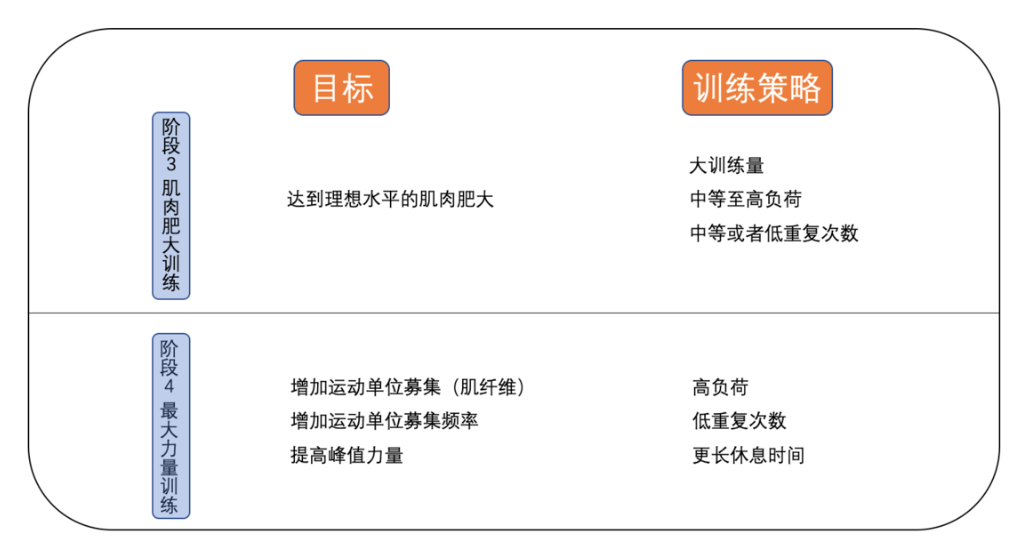 目标
训练策略
阶段3 肌肉肥大训练
达到理想水平的肌肉肥大
大训练量
中等至高负荷
中等或者低重复次数
阶段4 最大力量训练
增加运动单位募集（肌纤维）
增加运动单位募集频率
提高峰值力量
高负荷
低重复次数
更长休息时间